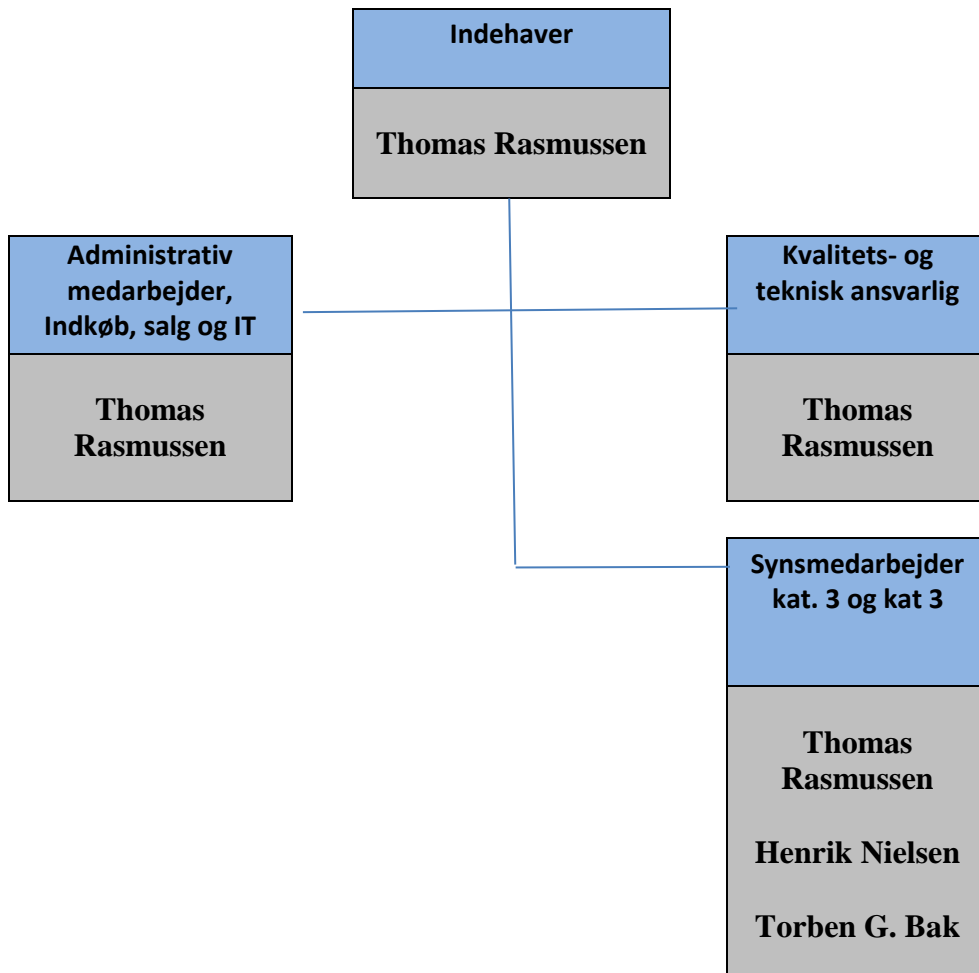 Indehaver
Thomas Rasmussen
Administrativ
medarbejder,
Indkøb, salg og IT
Thomas
Rasmussen
Kvalitets- og
teknisk ansvarlig
Thomas
Rasmussen
Synsmedarbejder
kat. 3 og kat 3
Thomas
Rasmussen
Henrik Nielsen
Torben G. Bak